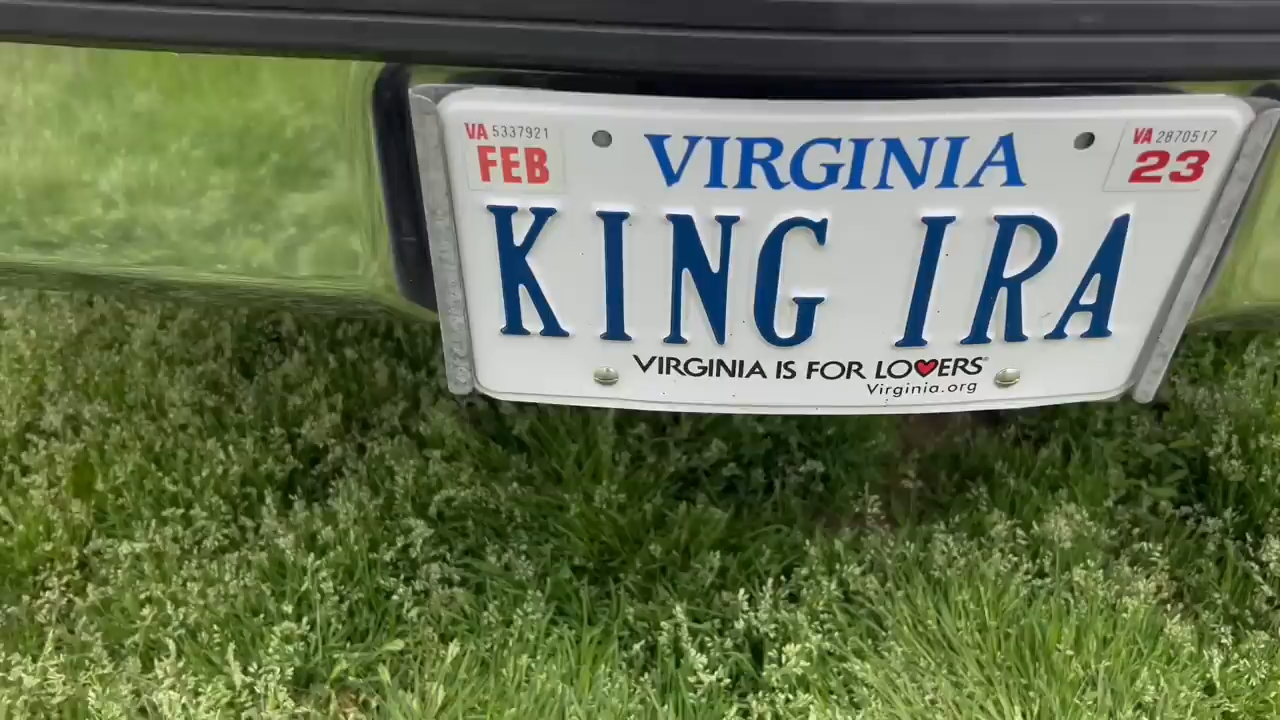 VA 5337921
FEB
VIRGINIA
VA 2870517
23
KING IRA
VIRGINIA IS FOR LOVERS
Virginia.org